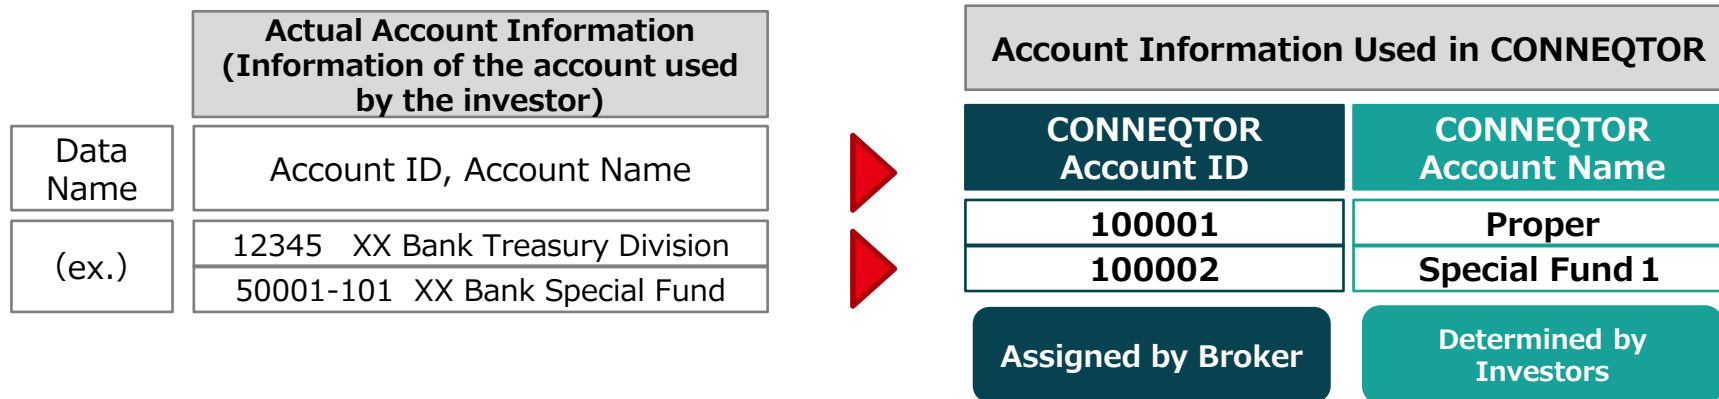 Actual Account Information
(Information of the account used
by the investor)
Account Information Used in CONNEQTOR
Data
Name
Account ID, Account Name
CONNEQTOR
Account ID
CONNEQTOR
Account Name
(ex.)
12345 XX Bank Treasury Division
50001-101 XX Bank Special Fund
100001
Proper
100002
Special Fund 1
Assigned by Broker
Determined by
Investors